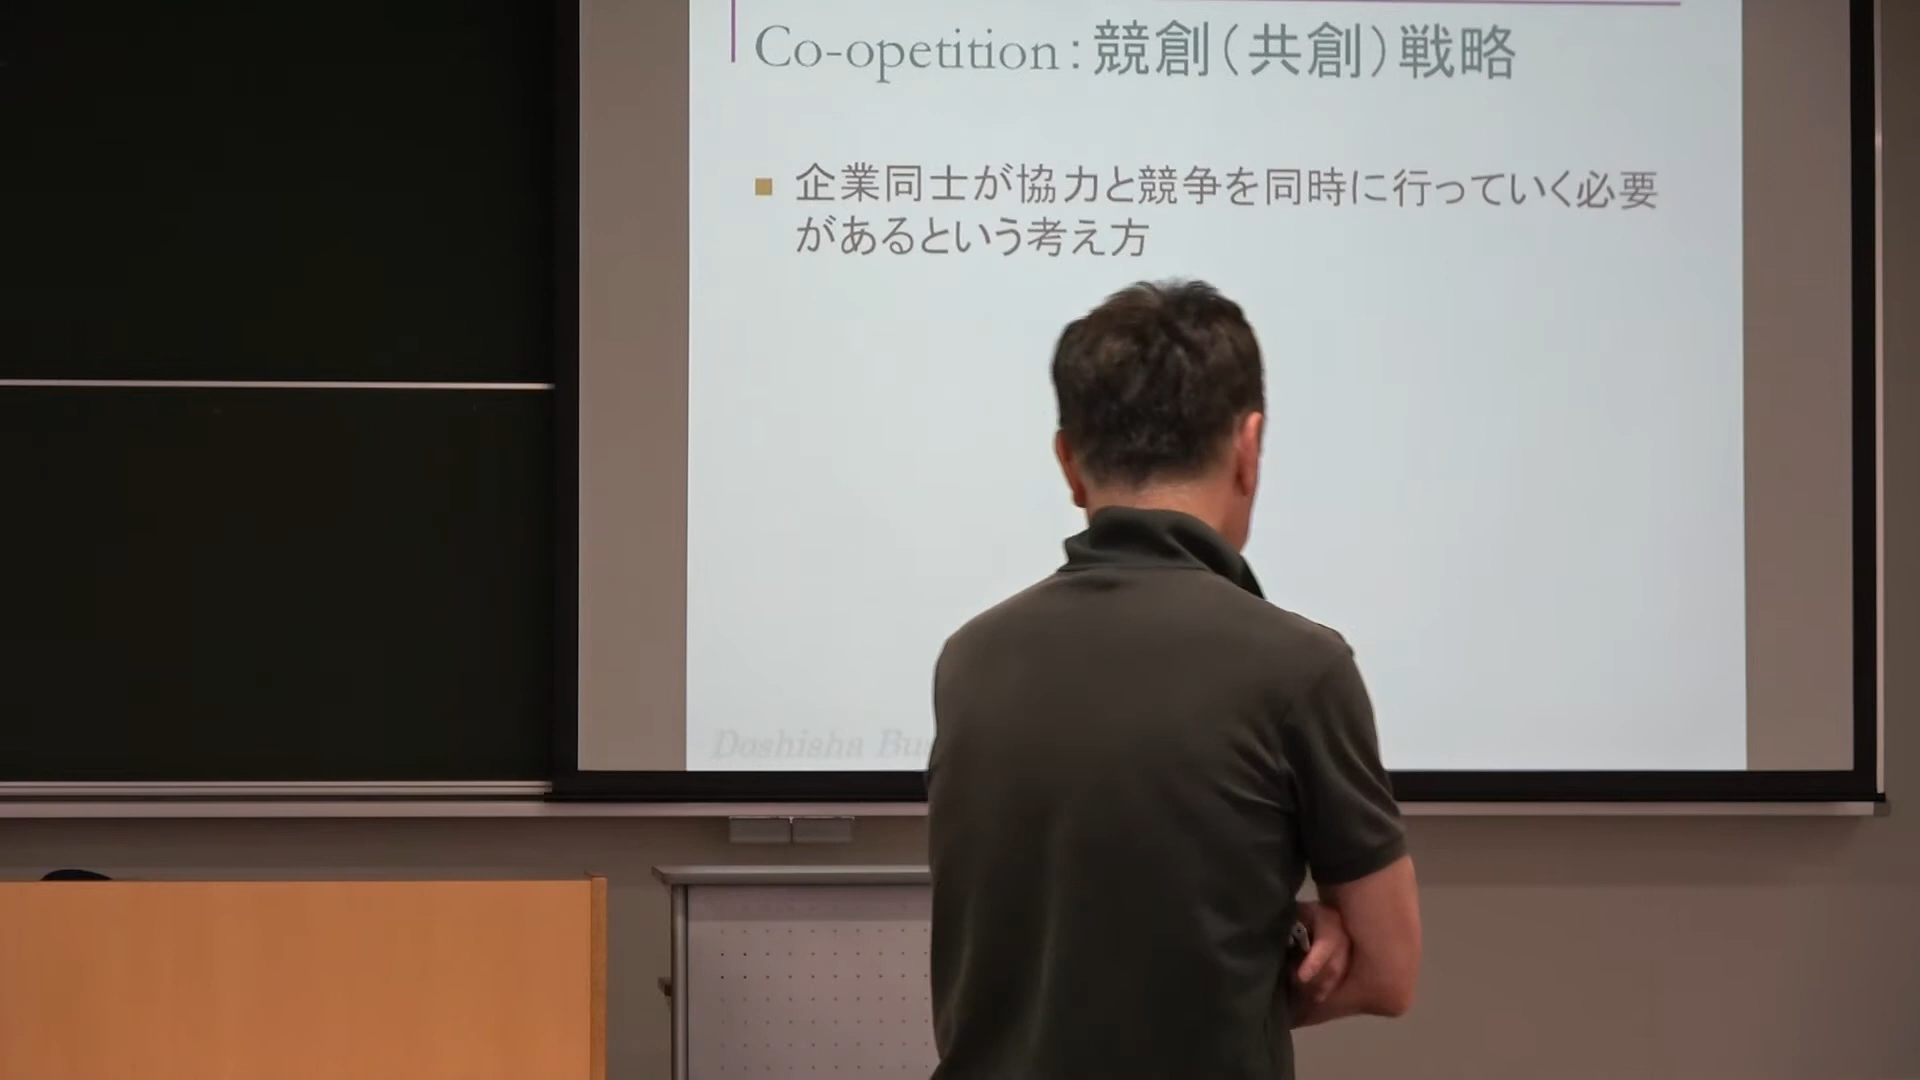 Co-opetition：競創（共創）戦略
■ 企業同士が協力と競争を同時に行っていく必要
があるという考え方
Doshisha